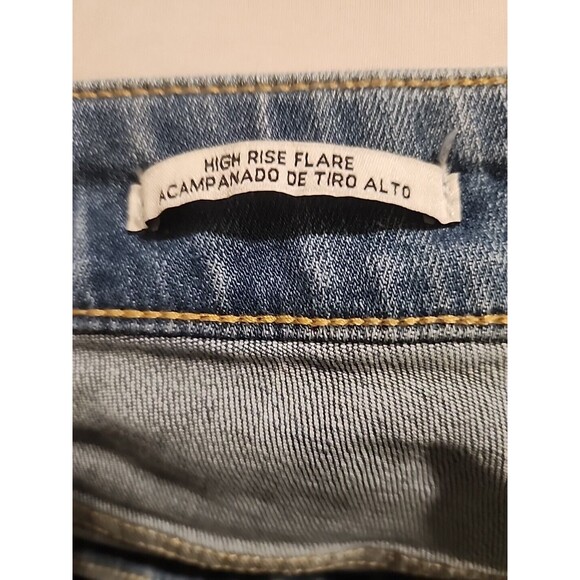 HIGH RISE FLARE
ACAMPANADO DE TIRO ALTO